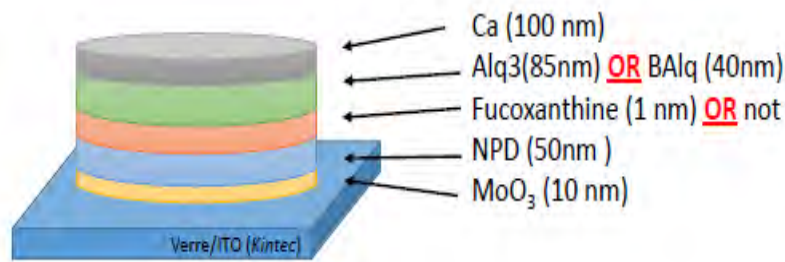 Ca (100 nm)
Alq3(85nm) OR BAlq (40nm)
Fucoxanthine (1 nm) OR not
NPD (50nm )
MoO₃ (10 nm)
Verre/ITO (Kintec)